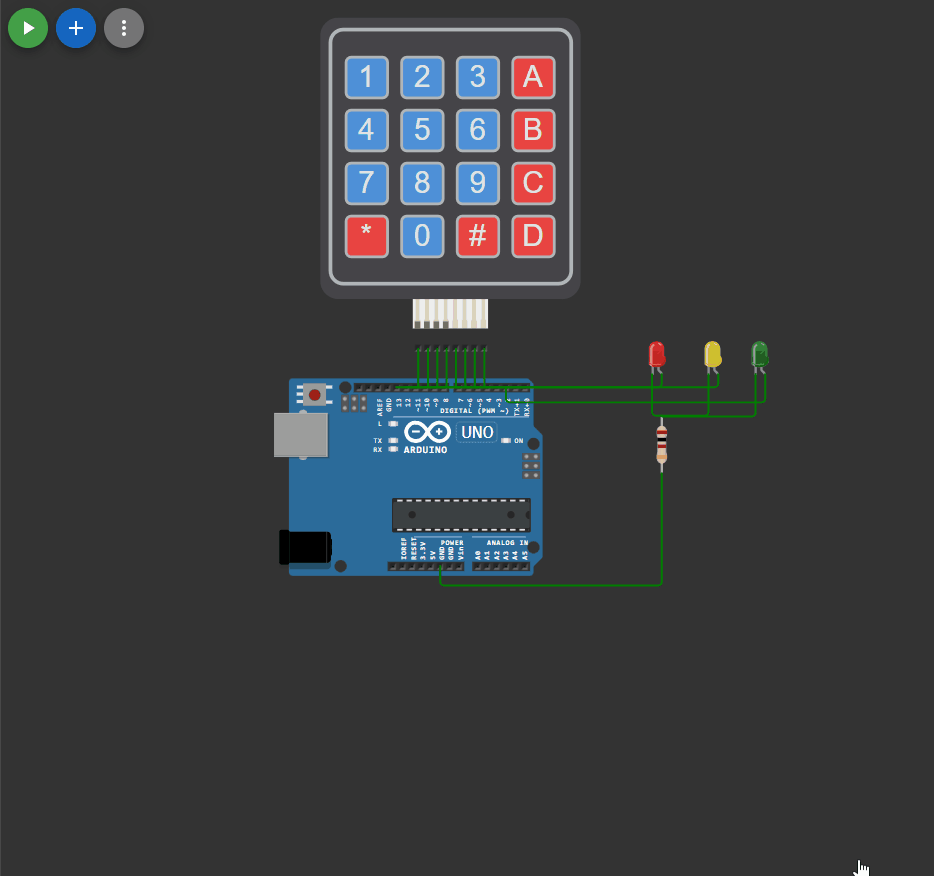 1 2 3 A
4 5 6 B
7 8 9 C
* 0 # D
AREF
GND
13
12
~11
~10
~9
8
7
~6
~5
4
~3
2
TX→1
RX←0
DIGITAL (PWM ~)
L
TX
RX
UNO
ARDUINO
ON
POWER
ANALOG IN
IOREF
RESET
3.3V
5V
GND
GND
Vin
A0
A1
A2
A3
A4
A5